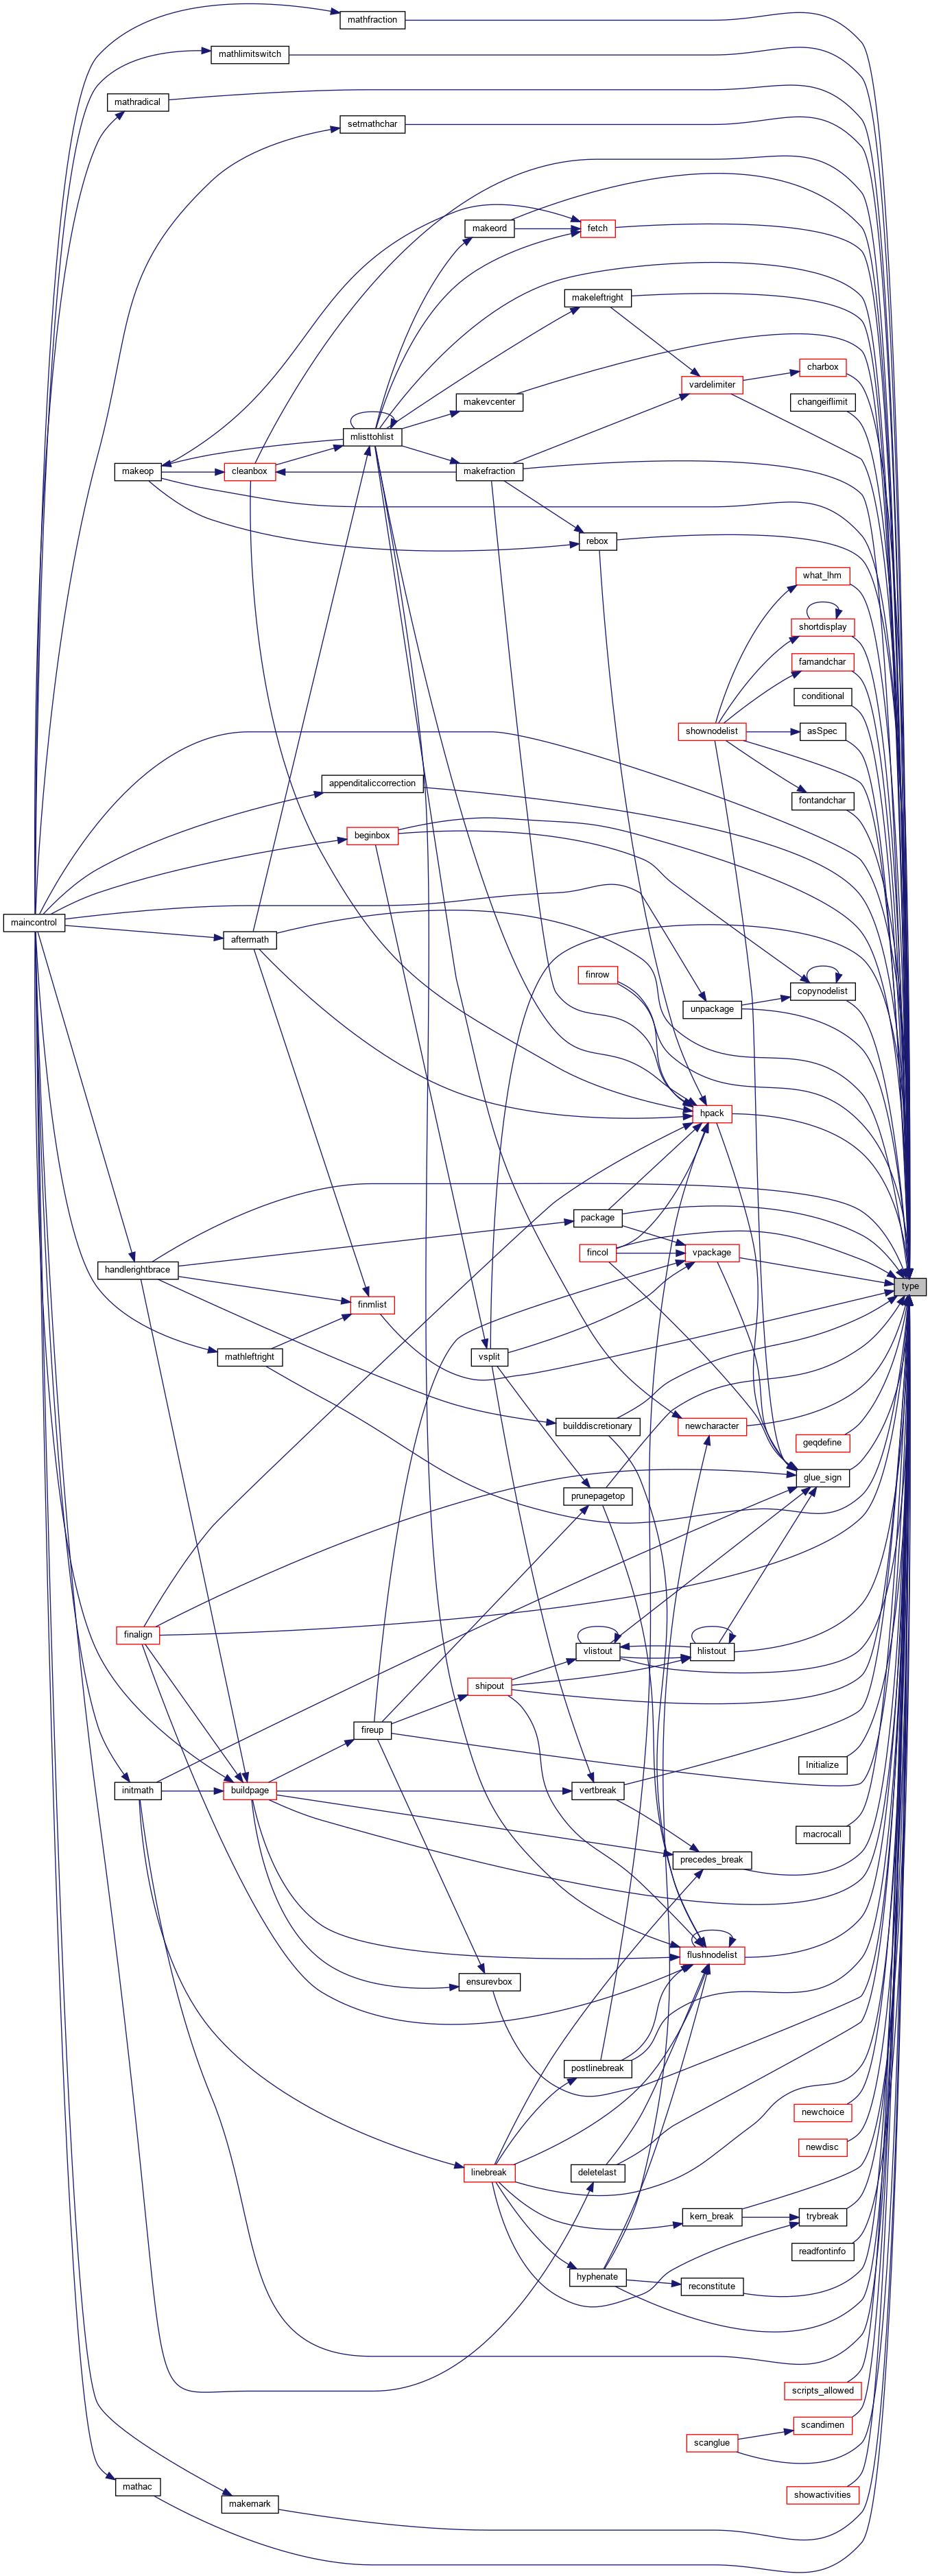 mathfraction
mathlimitswitch
mathradical
setmathchar
makeord
fetch
makeleftright
charbox
vardelimiter
changeiflimit
makevcenter
mlisttohlist
makeop
cleanbox
makefraction
rebox
what_lhm
shortdisplay
famandchar
conditional
shownodelist
asSpec
fontandchar
appenditaliccorrection
beginbox
maincontrol
aftermath
finrow
copynodelist
unpackage
hpack
package
fincol
vpackage
handlerightbrace
type
finmlist
mathleftright
vsplit
builddiscretionary
newcharacter
geqdefine
glue_sign
prunepagetop
finalign
vlistout
hlistout
shipout
fireup
Initialize
initmath
buildpage
vertbreak
macrocall
precedes_break
flushnodelist
ensurevbox
postlinebreak
newchoice
newdisc
linebreak
deletelast
kern_break
trybreak
readfontinfo
hyphenate
reconstitute
scripts_allowed
scandimen
scanglue
mathac
showactivities
makemark